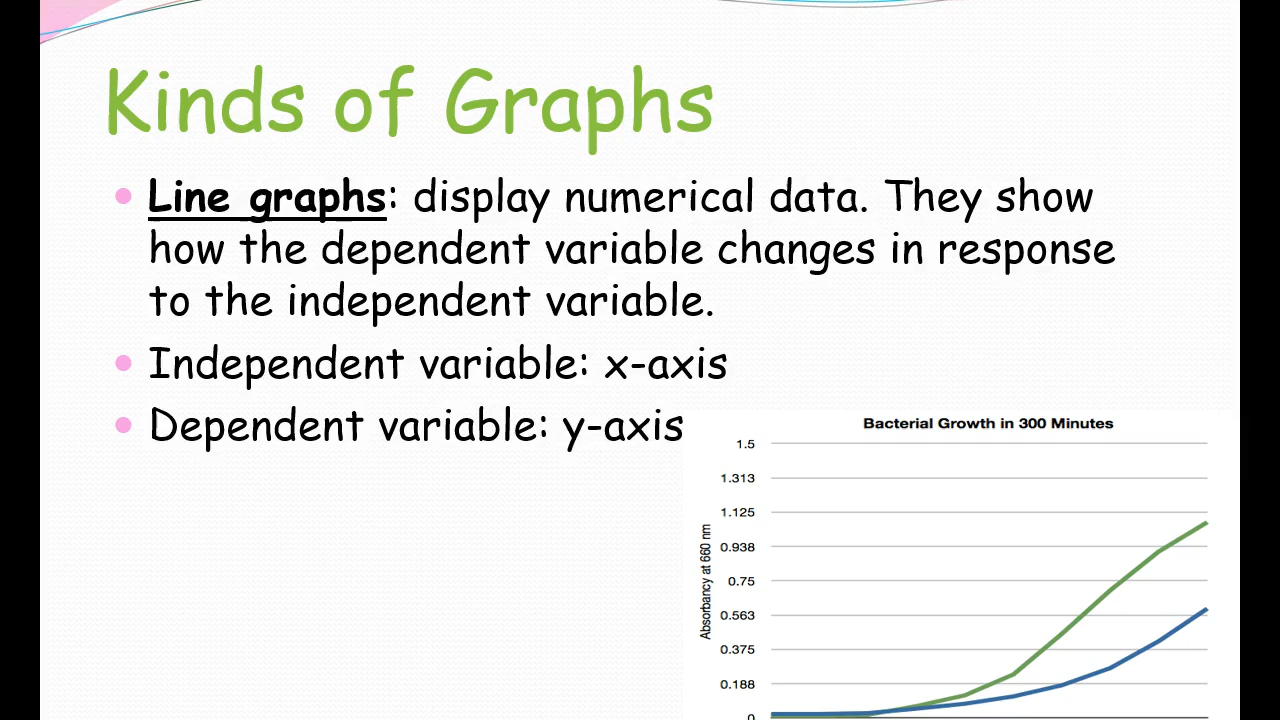 Kinds of Graphs
Line graphs: display numerical data. They show
how the dependent variable changes in response
to the independent variable.
Independent variable: x-axis
Dependent variable: y-axis
Bacterial Growth in 300 Minutes
1.5
1.313
1.125
0.938
0.75
0.563
0.375
0.188
0
Absorbancy at 660 nm